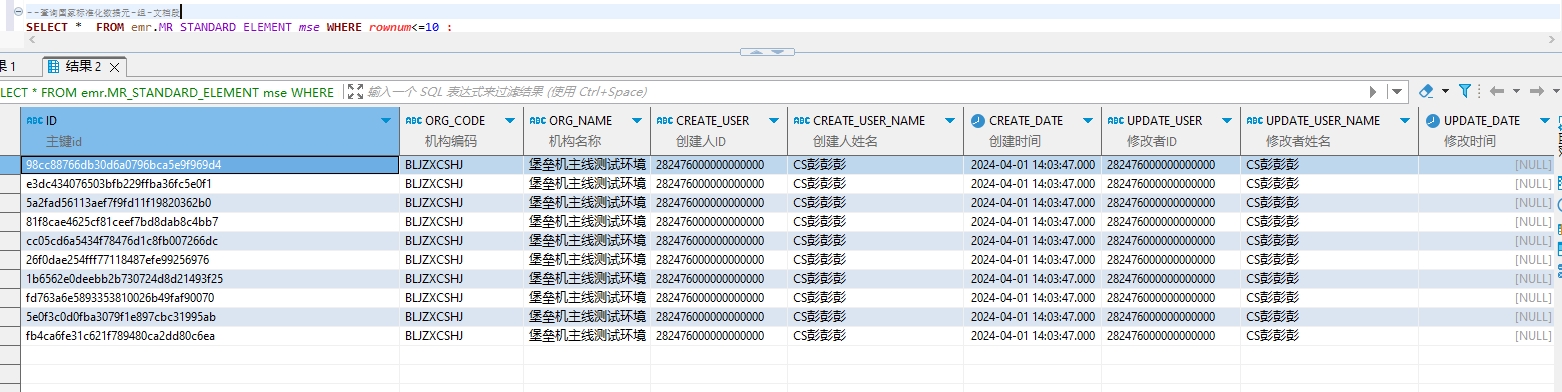 --查询国家标准化数据元-组-文档段
SELECT * FROM emr.MR_STANDARD_ELEMENT mse WHERE rownum<=10 ;
果 1 结果 2
LECT * FROM emr.MR_STANDARD_ELEMENT mse WHERE 输入一个 SQL 表达式来过滤结果 (使用 Ctrl+Space)
ABC ID ABC ORG_CODE ABC ORG_NAME ABC CREATE_USER ABC CREATE_USER_NAME CREATE_DATE ABC UPDATE_USER ABC UPDATE_USER_NAME UPDATE_DATE
主键id 机构编码 机构名称 创建人ID 创建人姓名 创建时间 修改者ID 修改者姓名 修改时间
98cc88766db30d6a0796bca5e9f969d4 BLJZXCSHJ 堡垒机主线测试环境 282476000000000000 CS彭彭彭 2024-04-01 14:03:47.000 282476000000000000 CS彭彭彭 [NULL]
e3dc434076503bfb229ffba36fc5e0f1 BLJZXCSHJ 堡垒机主线测试环境 282476000000000000 CS彭彭彭 2024-04-01 14:03:47.000 282476000000000000 CS彭彭彭 [NULL]
5a2fad56113aef7f9fd11f19820362b0 BLJZXCSHJ 堡垒机主线测试环境 282476000000000000 CS彭彭彭 2024-04-01 14:03:47.000 282476000000000000 CS彭彭彭 [NULL]
81f8cae4625cf81ceef7bd8dab8c4bb7 BLJZXCSHJ 堡垒机主线测试环境 282476000000000000 CS彭彭彭 2024-04-01 14:03:47.000 282476000000000000 CS彭彭彭 [NULL]
cc05cd6a5434f78476d1c8fb007266dc BLJZXCSHJ 堡垒机主线测试环境 282476000000000000 CS彭彭彭 2024-04-01 14:03:47.000 282476000000000000 CS彭彭彭 [NULL]
26f0dae254fff77118487efe99256976 BLJZXCSHJ 堡垒机主线测试环境 282476000000000000 CS彭彭彭 2024-04-01 14:03:47.000 282476000000000000 CS彭彭彭 [NULL]
1b6562e0deebb2b730724d8d21493f25 BLJZXCSHJ 堡垒机主线测试环境 282476000000000000 CS彭彭彭 2024-04-01 14:03:47.000 282476000000000000 CS彭彭彭 [NULL]
fd763a6e5893353810026b49faf90070 BLJZXCSHJ 堡垒机主线测试环境 282476000000000000 CS彭彭彭 2024-04-01 14:03:47.000 282476000000000000 CS彭彭彭 [NULL]
5e0f3c0d0fba3079f1e897cbc31995ab BLJZXCSHJ 堡垒机主线测试环境 282476000000000000 CS彭彭彭 2024-04-01 14:03:47.000 282476000000000000 CS彭彭彭 [NULL]
fb4ca6fe31c621f789480ca2dd80c6ea BLJZXCSHJ 堡垒机主线测试环境 282476000000000000 CS彭彭彭 2024-04-01 14:03:47.000 282476000000000000 CS彭彭彭 [NULL]